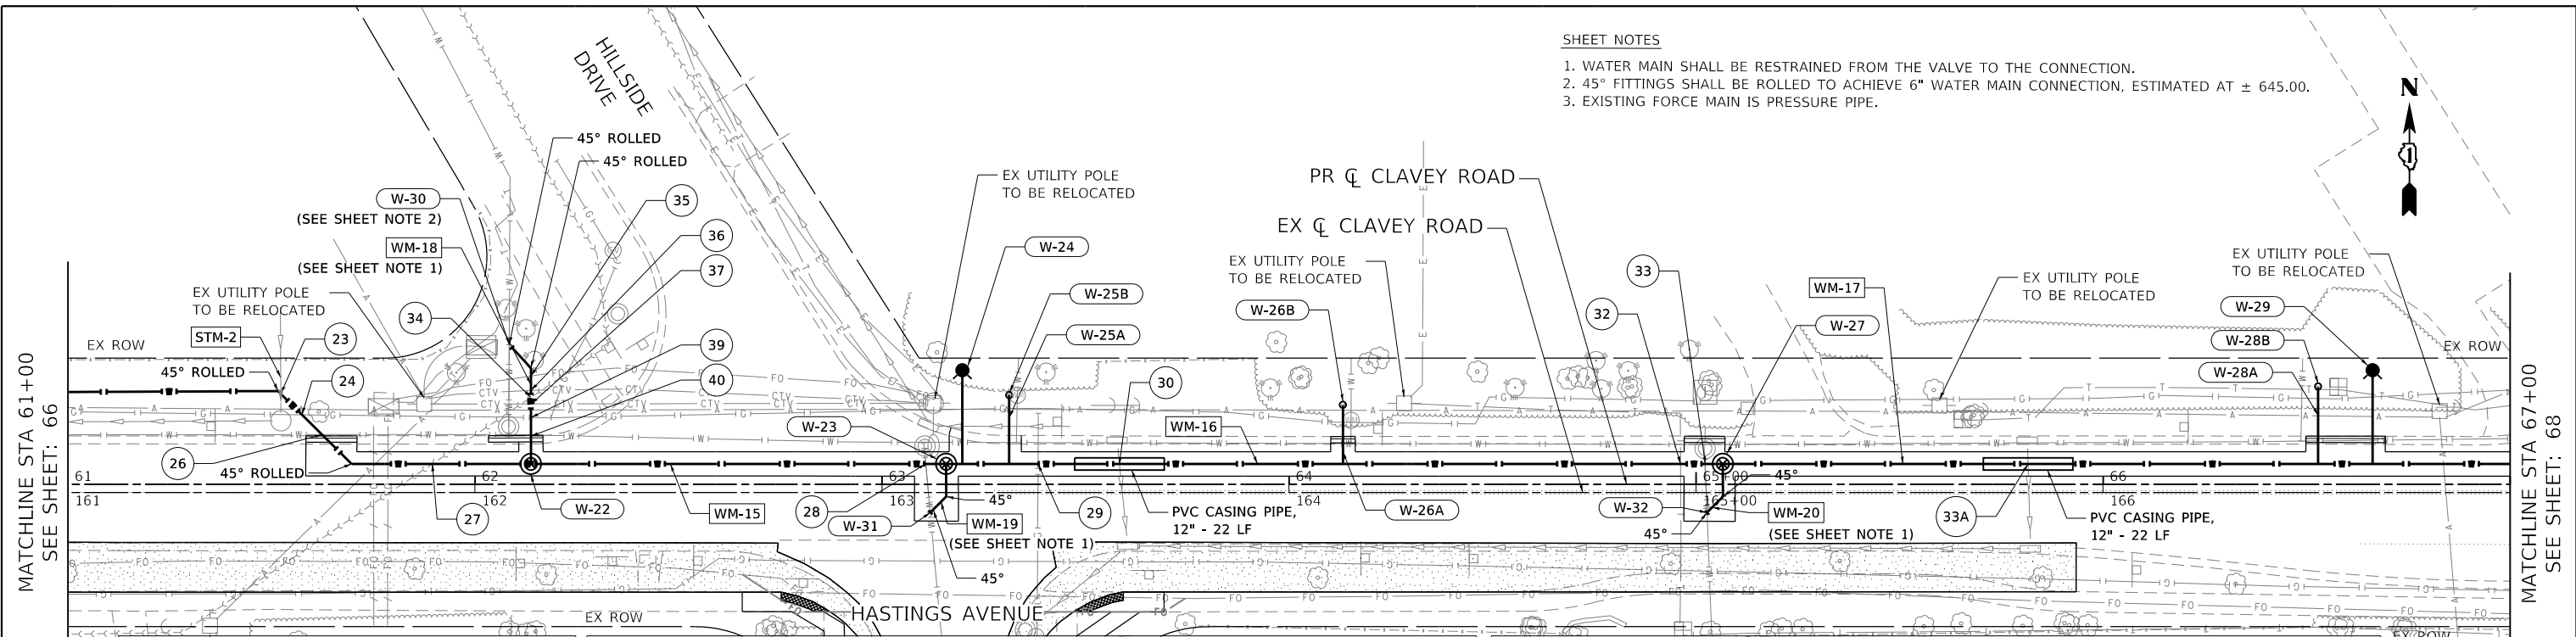 SHEET NOTES
1. WATER MAIN SHALL BE RESTRAINED FROM THE VALVE TO THE CONNECTION.
2. 45° FITTINGS SHALL BE ROLLED TO ACHIEVE 6" WATER MAIN CONNECTION, ESTIMATED AT ± 645.00.
3. EXISTING FORCE MAIN IS PRESSURE PIPE.
N
1
HILLSIDE
DRIVE
45° ROLLED
45° ROLLED
W-30
(SEE SHEET NOTE 2)
WM-18
(SEE SHEET NOTE 1)
35
36
37
34
39
40
EX UTILITY POLE
TO BE RELOCATED
STM-2
23
45° ROLLED
24
EX ROW
26
45° ROLLED
27
W-22
WM-15
28
EX UTILITY POLE
TO BE RELOCATED
W-24
W-25B
W-25A
W-23
W-31
45°
WM-19
(SEE SHEET NOTE 1)
45°
29
30
PVC CASING PIPE,
12" - 22 LF
WM-16
PR CL CLAVEY ROAD
EX CL CLAVEY ROAD
EX UTILITY POLE
TO BE RELOCATED
W-26B
W-26A
33
32
W-27
W-32
45°
45°
WM-20
(SEE SHEET NOTE 1)
WM-17
EX UTILITY POLE
TO BE RELOCATED
33A
PVC CASING PIPE,
12" - 22 LF
EX UTILITY POLE
TO BE RELOCATED
W-29
W-28B
W-28A
EX ROW
61
62
63
64
65+00
66
161
162
163
164
165+00
166
MATCHLINE STA 61+00
SEE SHEET: 66
MATCHLINE STA 67+00
SEE SHEET: 68
HASTINGS AVENUE
EX ROW
EX ROW